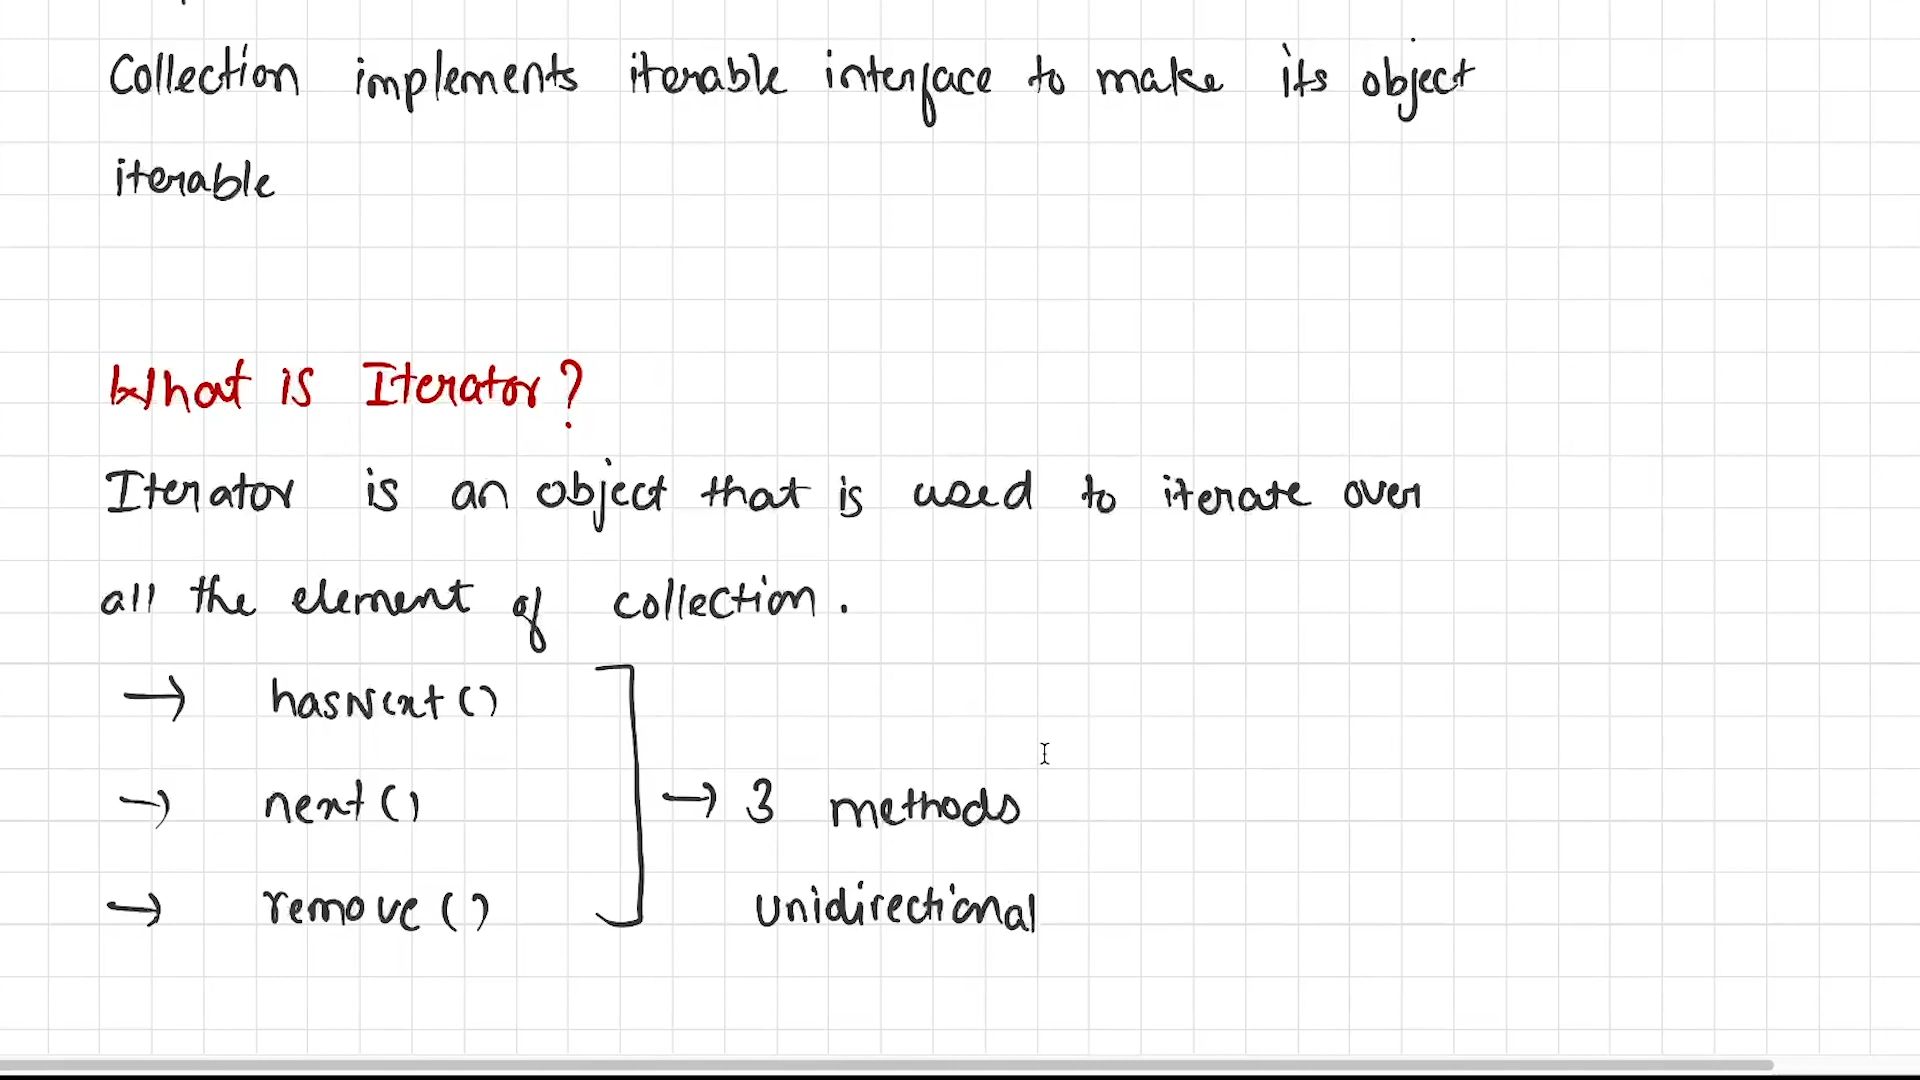 Collection implements iterable interface to make its object
iterable
What is Iterator?
Iterator is an object that is used to iterate over
all the element of collection.
→ hasNext()
→ next()
→ 3 methods
→ remove()
unidirectional